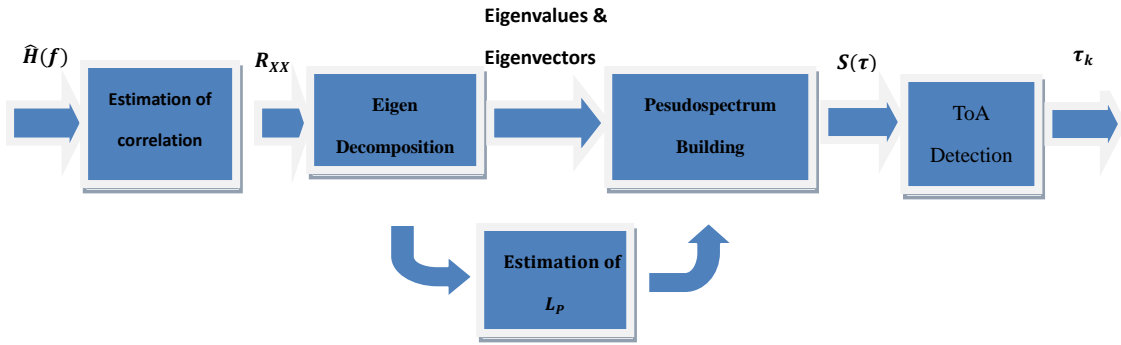 Eigenvalues &
Eigenvectors
Ĥ(f)
R_XX
S(τ)
τ_k
Estimation of
correlation
Eigen
Decomposition
Pesudospectrum
Building
ToA
Detection
Estimation of
L_P